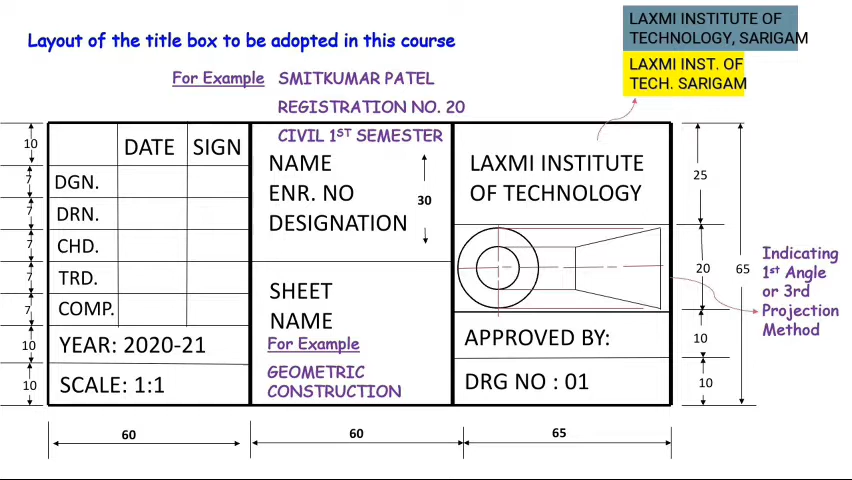 Layout of the title box to be adopted in this course
LAXMI INSTITUTE OF
TECHNOLOGY, SARIGAM
LAXMI INST. OF
TECH. SARIGAM
For Example
SMITKUMAR PATEL
REGISTRATION NO. 20
CIVIL 1ST SEMESTER
10
7
7
7
7
7
10
10
DATE
SIGN
DGN.
DRN.
CHD.
TRD.
COMP.
YEAR: 2020-21
SCALE: 1:1
NAME
ENR. NO
DESIGNATION
30
SHEET
NAME
For Example
GEOMETRIC
CONSTRUCTION
LAXMI INSTITUTE
OF TECHNOLOGY
APPROVED BY:
DRG NO : 01
25
20
65
10
10
Indicating
1st Angle
or 3rd
Projection
Method
60
60
65